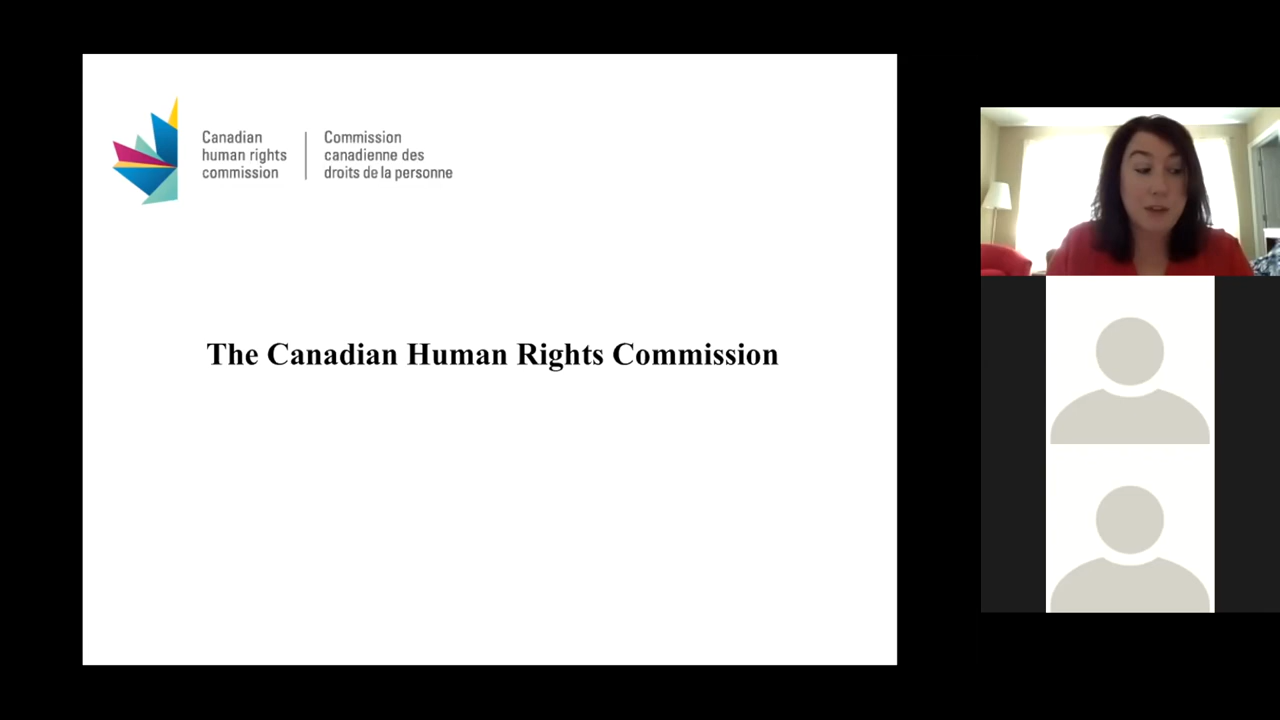 Canadian
human rights
commission
Commission
canadienne des
droits de la personne
The Canadian Human Rights Commission